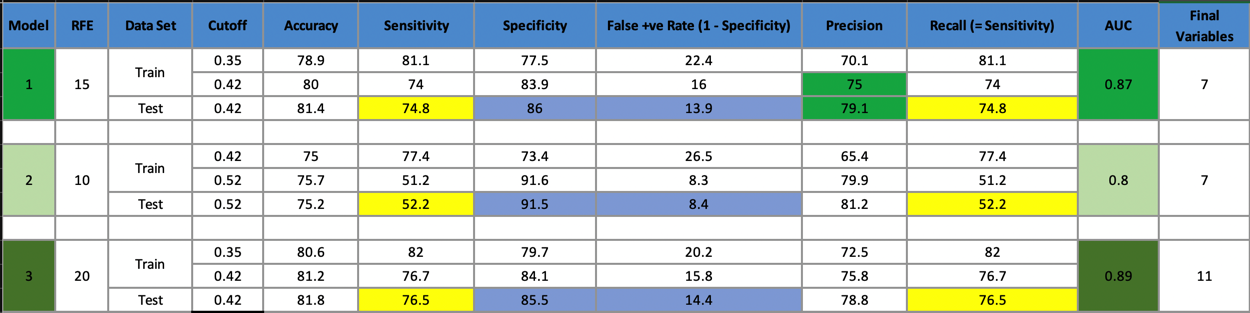 Model RFE Data Set Cutoff Accuracy Sensitivity Specificity False +ve Rate (1 - Specificity) Precision Recall (= Sensitivity) AUC Final Variables
1 15 Train 0.35 78.9 81.1 77.5 22.4 70.1 81.1 0.87 7
0.42 80 74 83.9 16 75 74
Test 0.42 81.4 74.8 86 13.9 79.1 74.8
2 10 Train 0.42 75 77.4 73.4 26.5 65.4 77.4 0.8 7
0.52 75.7 51.2 91.6 8.3 79.9 51.2
Test 0.52 75.2 52.2 91.5 8.4 81.2 52.2
3 20 Train 0.35 80.6 82 79.7 20.2 72.5 82 0.89 11
0.42 81.2 76.7 84.1 15.8 75.8 76.7
Test 0.42 81.8 76.5 85.5 14.4 78.8 76.5